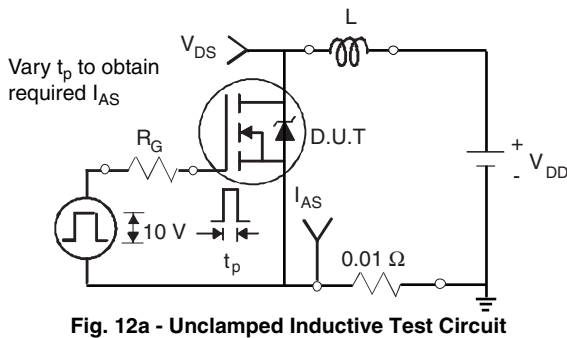 L
V_DS
Vary t_p to obtain
required I_AS
R_G
D.U.T
I_AS
+
V_DD
-
10 V
t_p
0.01 Ω
Fig. 12a - Unclamped Inductive Test Circuit